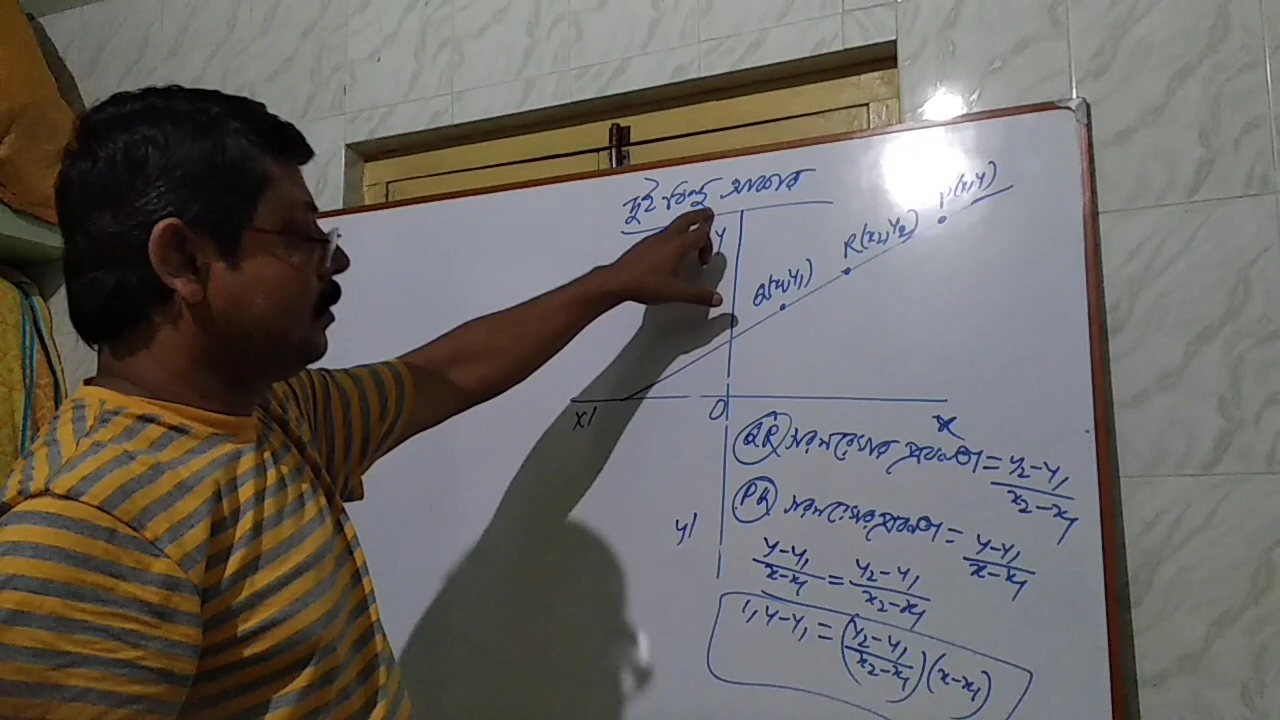 দুই বিন্দু আকার
Y
Q(x₁,y₁)
R(x₂,y₂)
P(x,y)
X′
O
X
QR সরলরেখার প্রবণতা = y₂-y₁/x₂-x₁
PQ সরলরেখার প্রবণতা = y-y₁/x-x₁
y′
y-y₁/x-x₁ = y₂-y₁/x₂-x₁
y-y₁ = (y₂-y₁/x₂-x₁)(x-x₁)